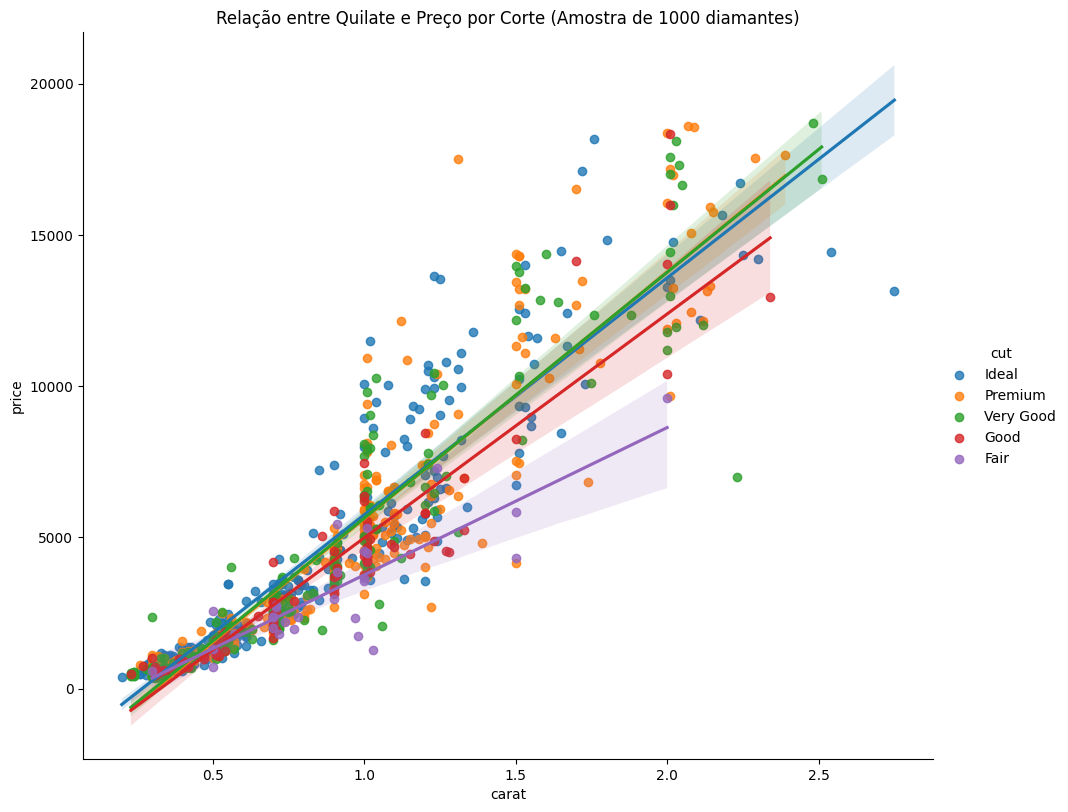 Relação entre Quilate e Preço por Corte (Amostra de 1000 diamantes)
price
20000
15000
10000
5000
0
0.5 1.0 1.5 2.0 2.5
carat
cut
Ideal
Premium
Very Good
Good
Fair